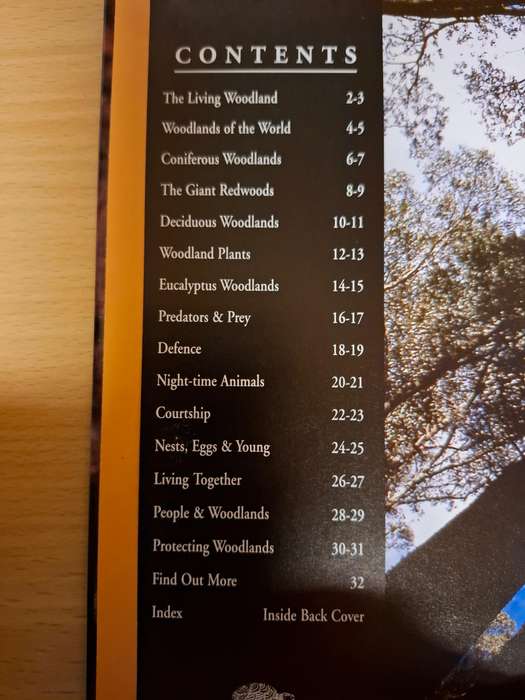 CONTENTS
The Living Woodland 2-3
Woodlands of the World 4-5
Coniferous Woodlands 6-7
The Giant Redwoods 8-9
Deciduous Woodlands 10-11
Woodland Plants 12-13
Eucalyptus Woodlands 14-15
Predators & Prey 16-17
Defence 18-19
Night-time Animals 20-21
Courtship 22-23
Nests, Eggs & Young 24-25
Living Together 26-27
People & Woodlands 28-29
Protecting Woodlands 30-31
Find Out More 32
Index Inside Back Cover